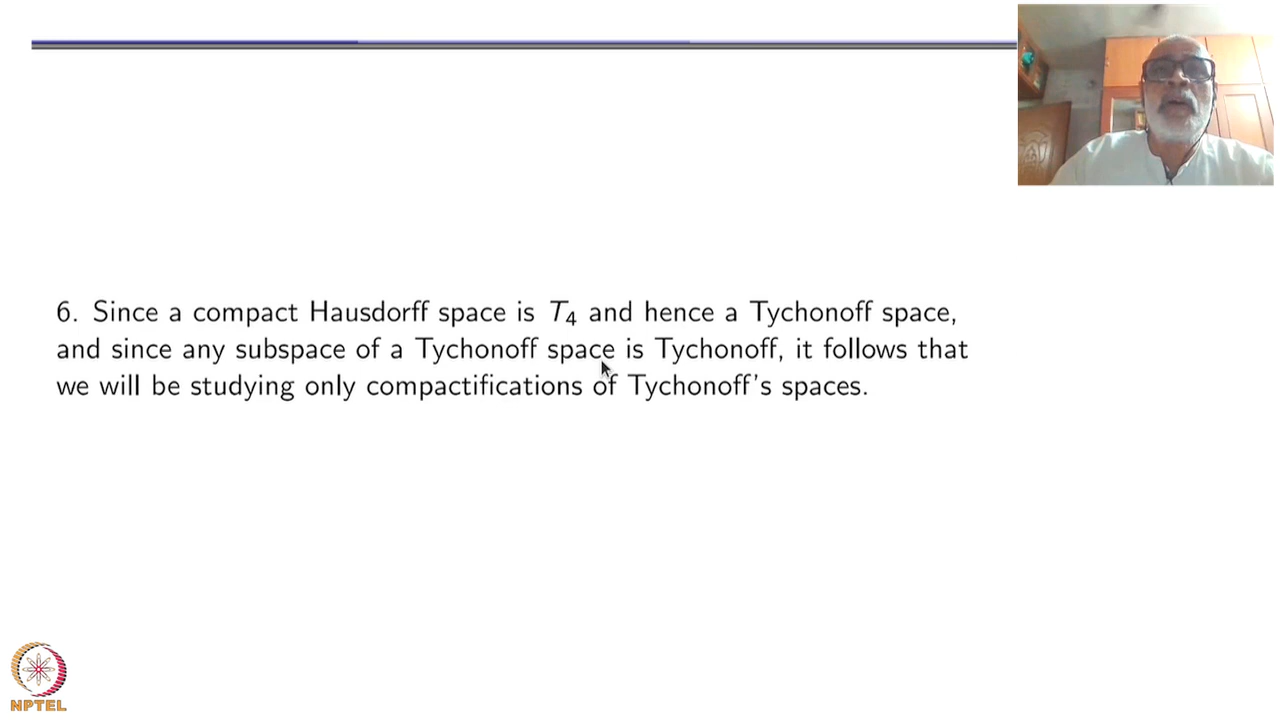 6. Since a compact Hausdorff space is T₄ and hence a Tychonoff space,
and since any subspace of a Tychonoff space is Tychonoff, it follows that
we will be studying only compactifications of Tychonoff's spaces.
NPTEL